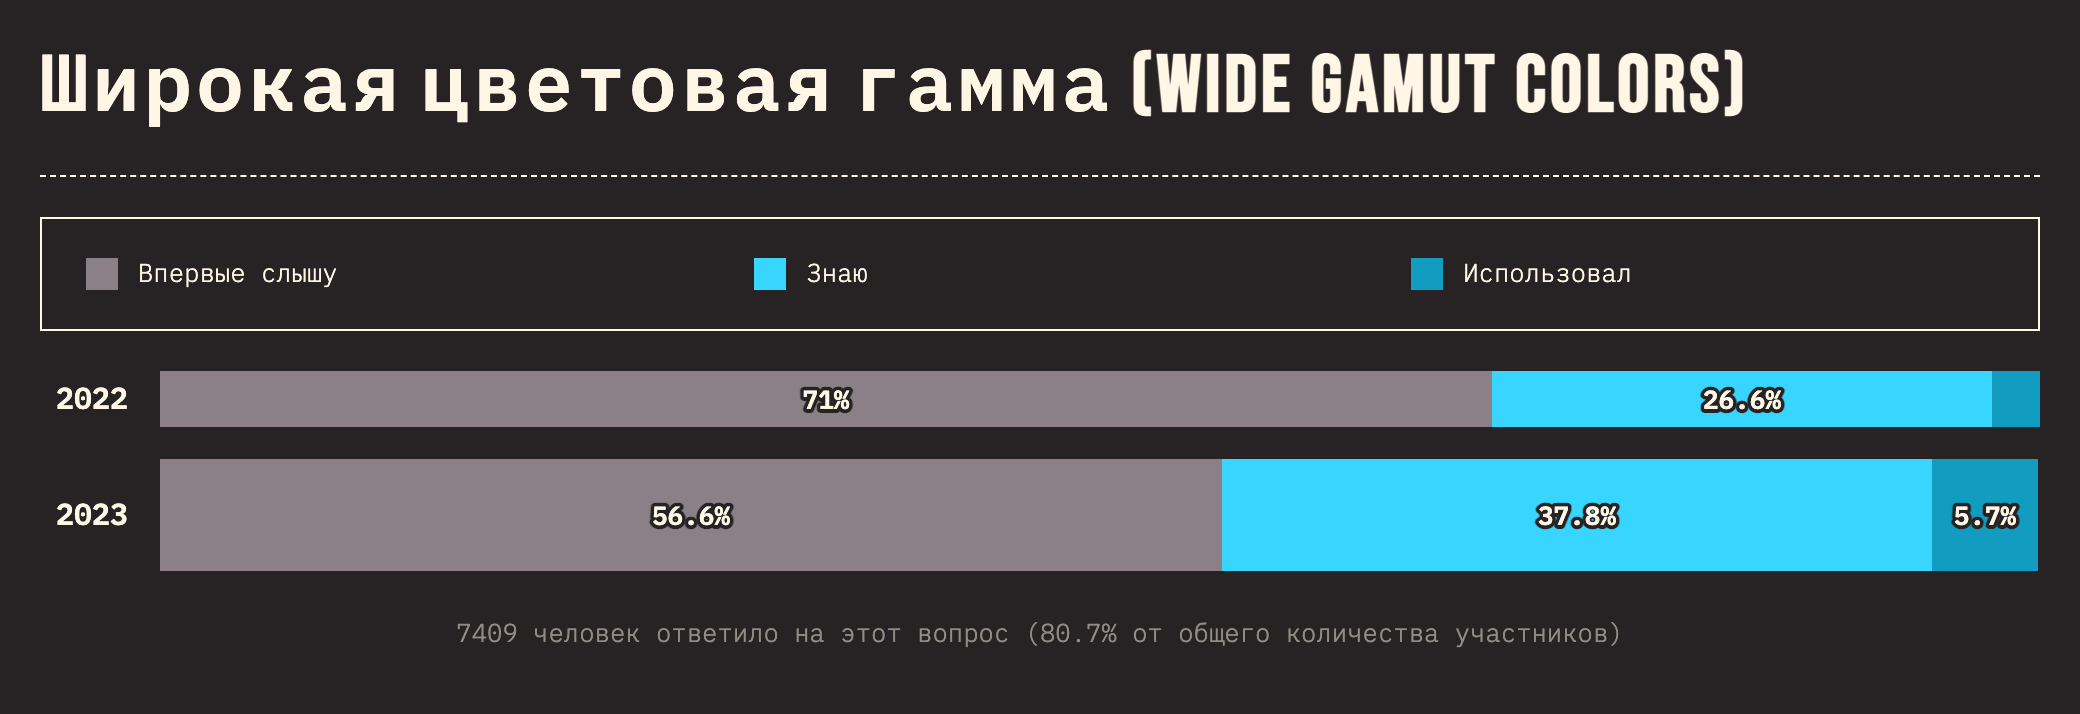 Широкая цветовая гамма (WIDE GAMUT COLORS)
Впервые слышу
Знаю
Использовал
2022
71%
26.6%
2023
56.6%
37.8%
5.7%
7409 человек ответило на этот вопрос (80.7% от общего количества участников)